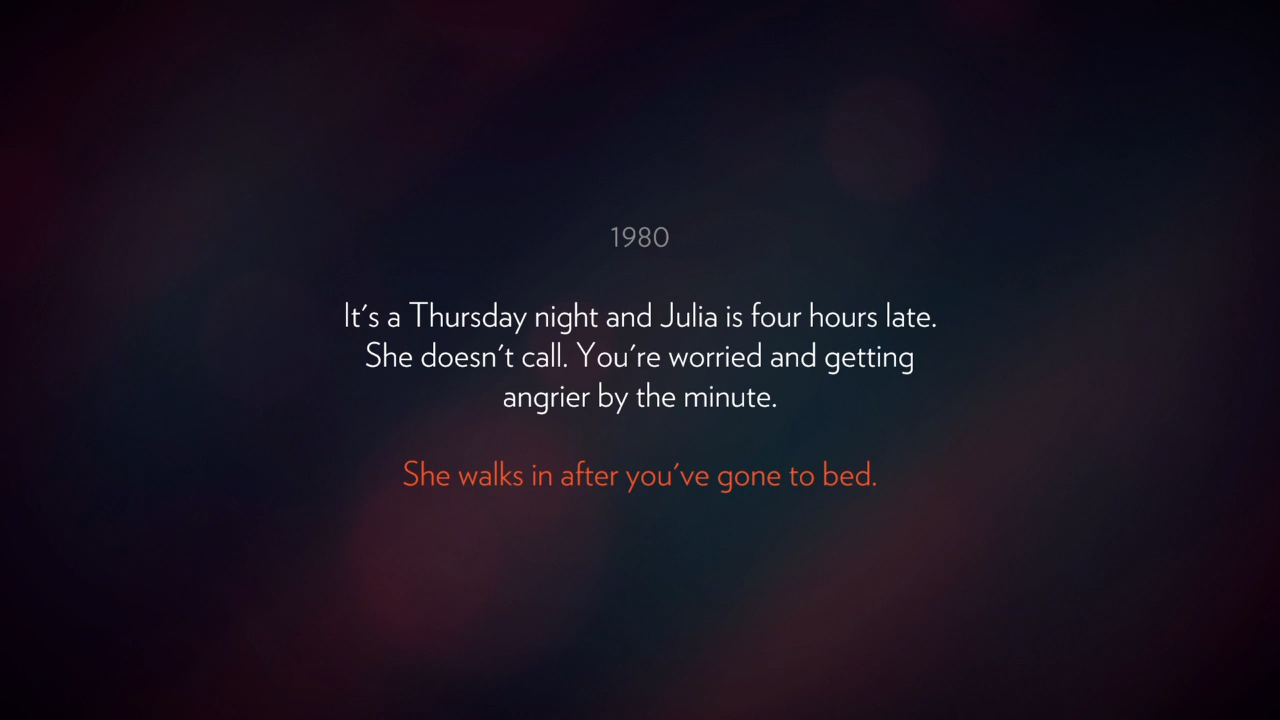 1980
It's a Thursday night and Julia is four hours late.
She doesn't call. You're worried and getting
angrier by the minute.
She walks in after you've gone to bed.